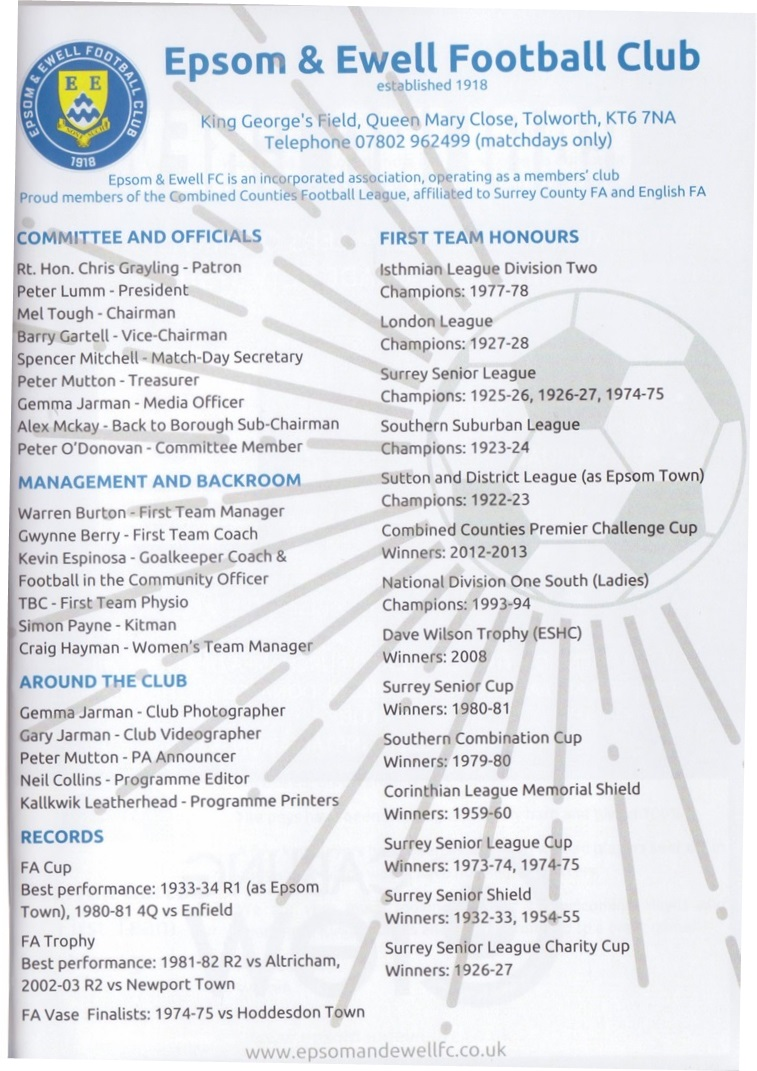 EPSOM & EWELL FOOTBALL CLUB
E E
1918
Epsom & Ewell Football Club
established 1918
King George's Field, Queen Mary Close, Tolworth, KT6 7NA
Telephone 07802 962499 (matchdays only)
Epsom & Ewell FC is an incorporated association, operating as a members' club
Proud members of the Combined Counties Football League, affiliated to Surrey County FA and English FA
COMMITTEE AND OFFICIALS
Rt. Hon. Chris Grayling - Patron
Peter Lumm - President
Mel Tough - Chairman
Barry Gartell - Vice-Chairman
Spencer Mitchell - Match-Day Secretary
Peter Mutton - Treasurer
Gemma Jarman - Media Officer
Alex Mckay - Back to Borough Sub-Chairman
Peter O'Donovan - Committee Member
MANAGEMENT AND BACKROOM
Warren Burton - First Team Manager
Gwynne Berry - First Team Coach
Kevin Espinosa - Goalkeeper Coach &
Football in the Community Officer
TBC - First Team Physio
Simon Payne - Kitman
Craig Hayman - Women's Team Manager
AROUND THE CLUB
Gemma Jarman - Club Photographer
Gary Jarman - Club Videographer
Peter Mutton - PA Announcer
Neil Collins - Programme Editor
Kallkwik Leatherhead - Programme Printers
RECORDS
FA Cup
Best performance: 1933-34 R1 (as Epsom
Town), 1980-81 4Q vs Enfield
FA Trophy
Best performance: 1981-82 R2 vs Altricham,
2002-03 R2 vs Newport Town
FA Vase Finalists: 1974-75 vs Hoddesdon Town
FIRST TEAM HONOURS
Isthmian League Division Two
Champions: 1977-78
London League
Champions: 1927-28
Surrey Senior League
Champions: 1925-26, 1926-27, 1974-75
Southern Suburban League
Champions: 1923-24
Sutton and District League (as Epsom Town)
Champions: 1922-23
Combined Counties Premier Challenge Cup
Winners: 2012-2013
National Division One South (Ladies)
Champions: 1993-94
Dave Wilson Trophy (ESHC)
Winners: 2008
Surrey Senior Cup
Winners: 1980-81
Southern Combination Cup
Winners: 1979-80
Corinthian League Memorial Shield
Winners: 1959-60
Surrey Senior League Cup
Winners: 1973-74, 1974-75
Surrey Senior Shield
Winners: 1932-33, 1954-55
Surrey Senior League Charity Cup
Winners: 1926-27
www.epsomandewellfc.co.uk